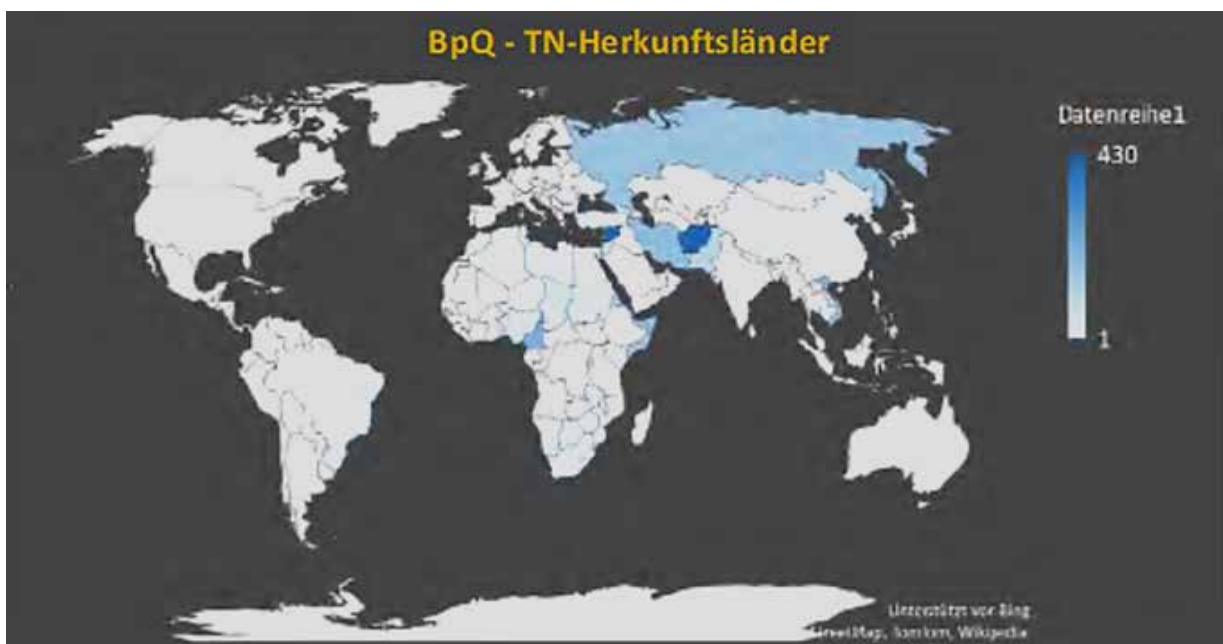 BpQ - TN-Herkunftsländer
Datenreihe1
430
1
Unterstützt von Bing
Wikipedia